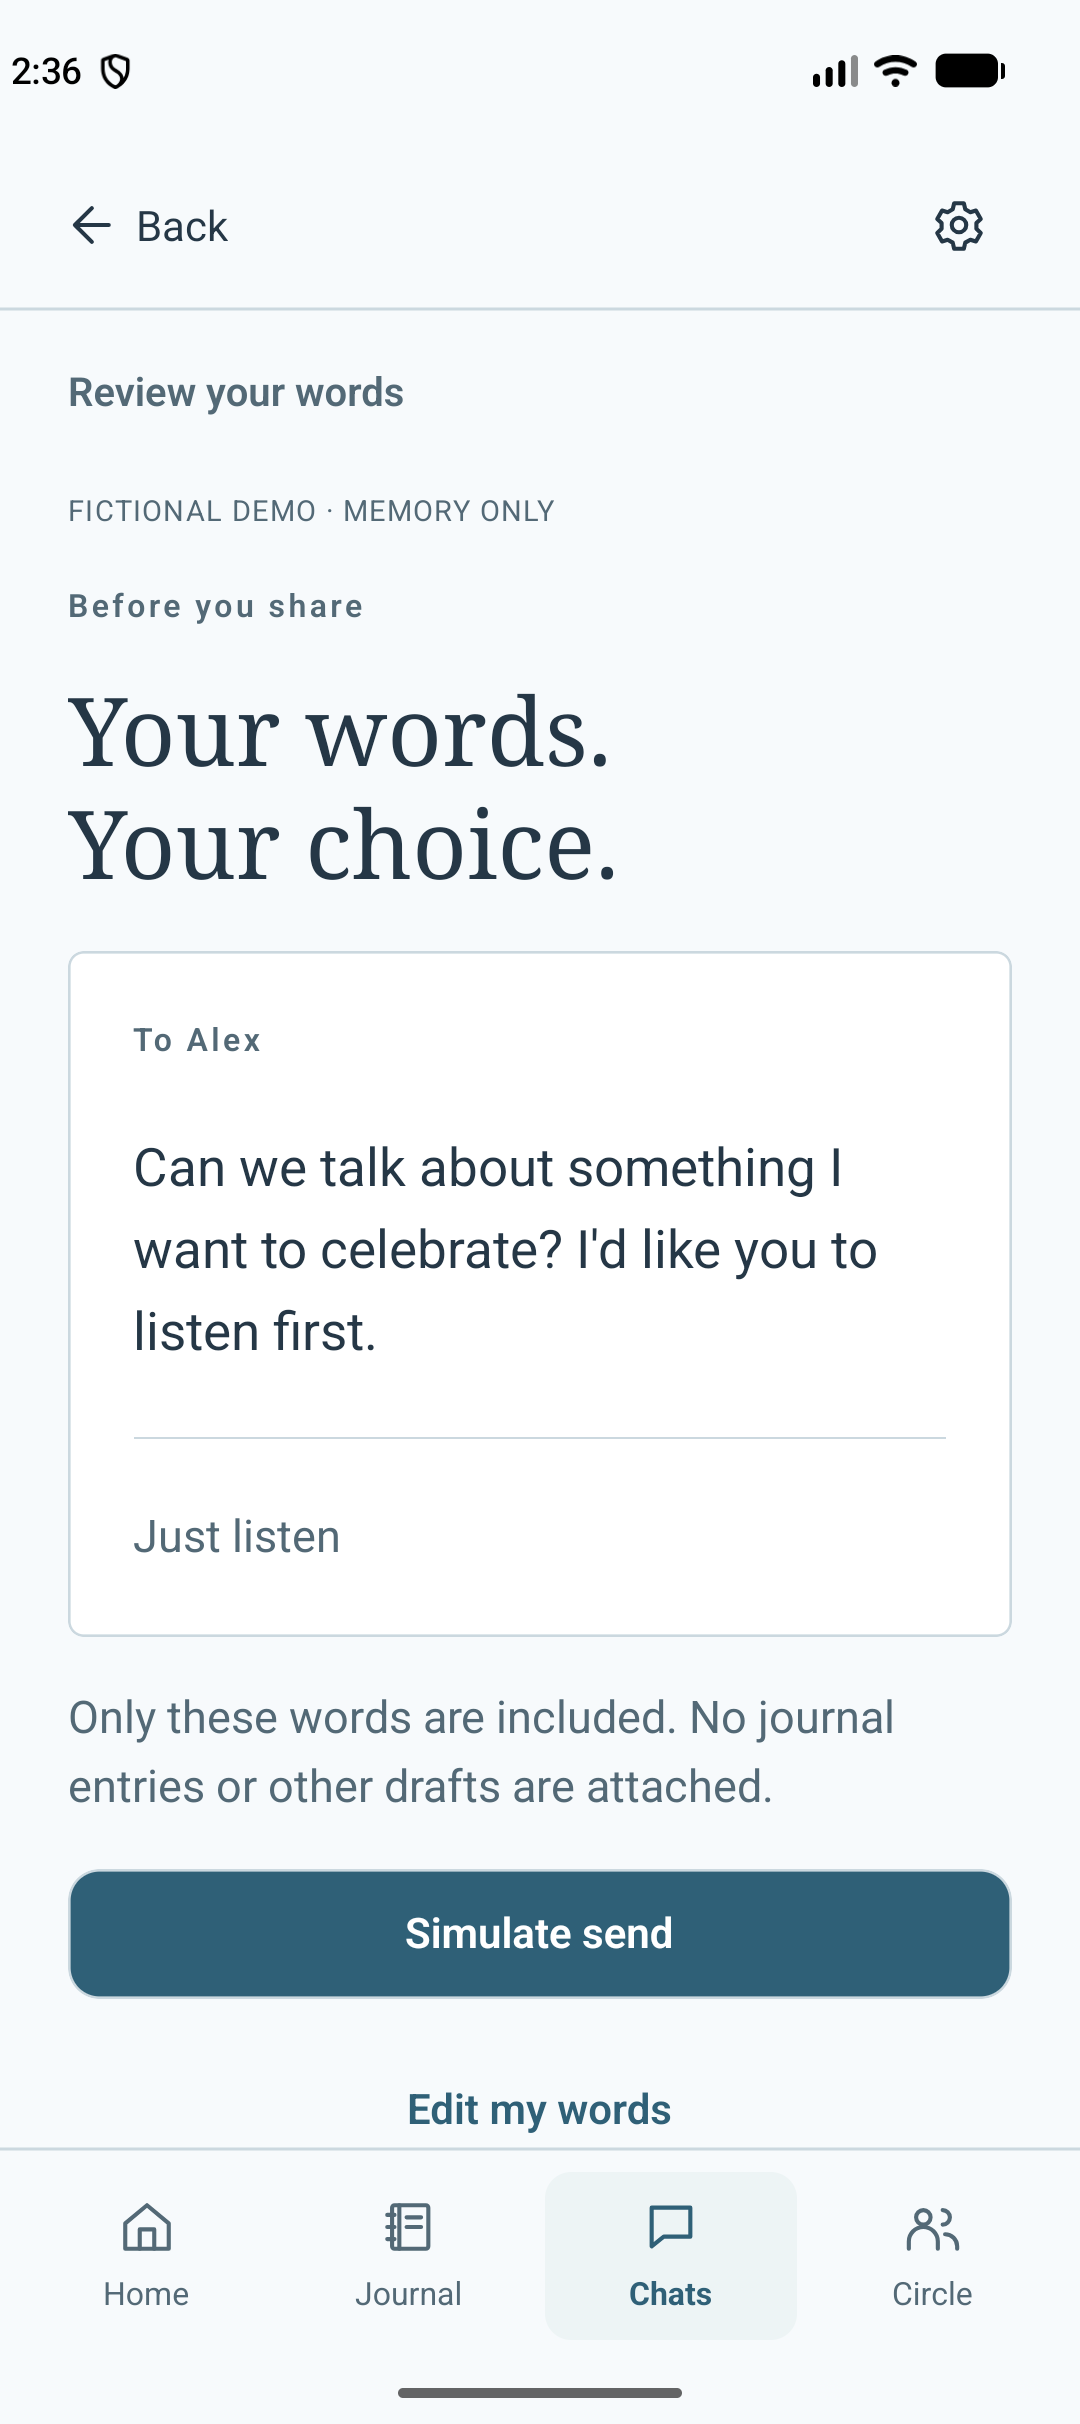 2:36
Back
Review your words
FICTIONAL DEMO · MEMORY ONLY
Before you share
Your words.
Your choice.
To Alex
Can we talk about something I
want to celebrate? I'd like you to
listen first.
Just listen
Only these words are included. No journal
entries or other drafts are attached.
Simulate send
Edit my words
Home
Journal
Chats
Circle